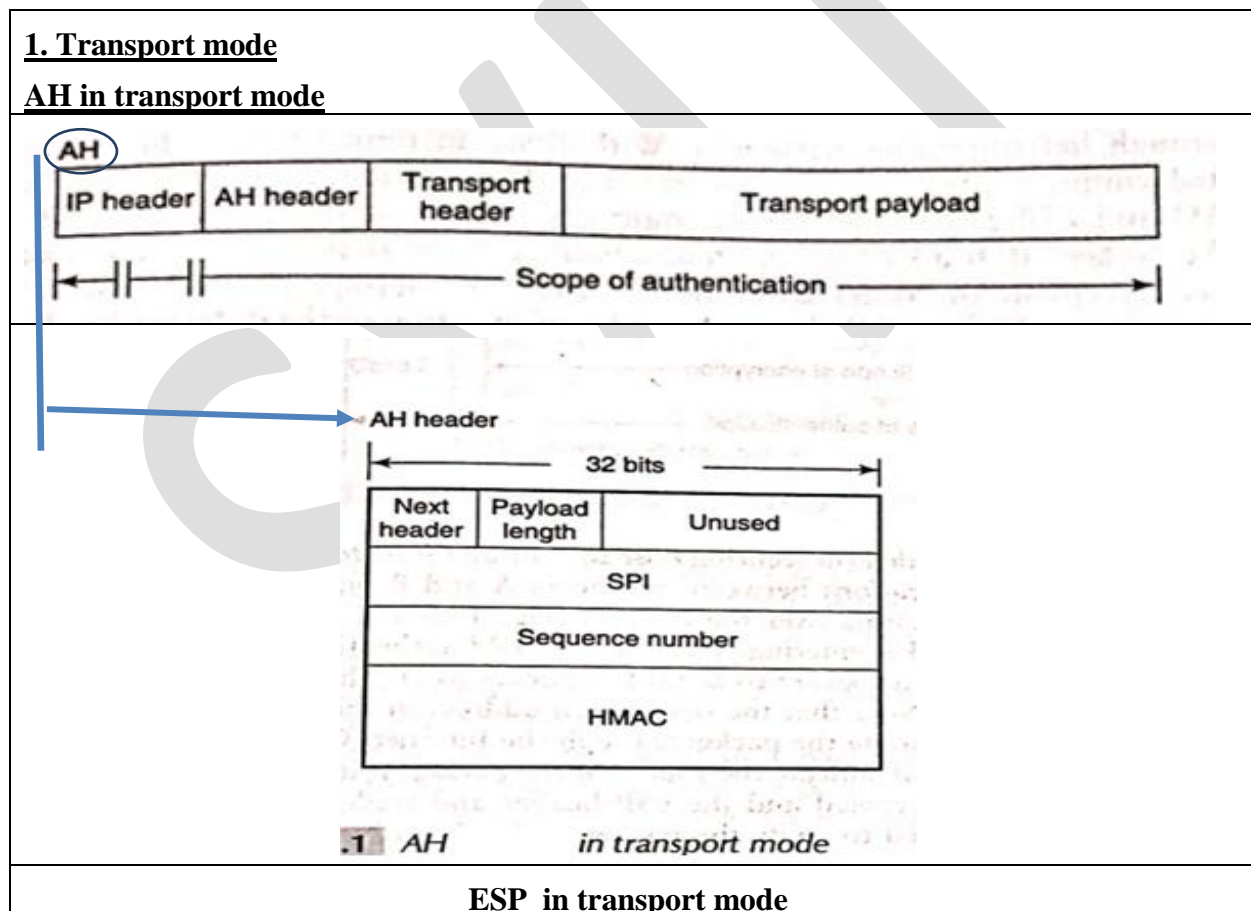 1. Transport mode
AH in transport mode
AH
IP header AH header Transport header Transport payload
Scope of authentication
AH header
32 bits
Next header Payload length Unused
SPI
Sequence number
HMAC
.1 AH in transport mode
ESP in transport mode